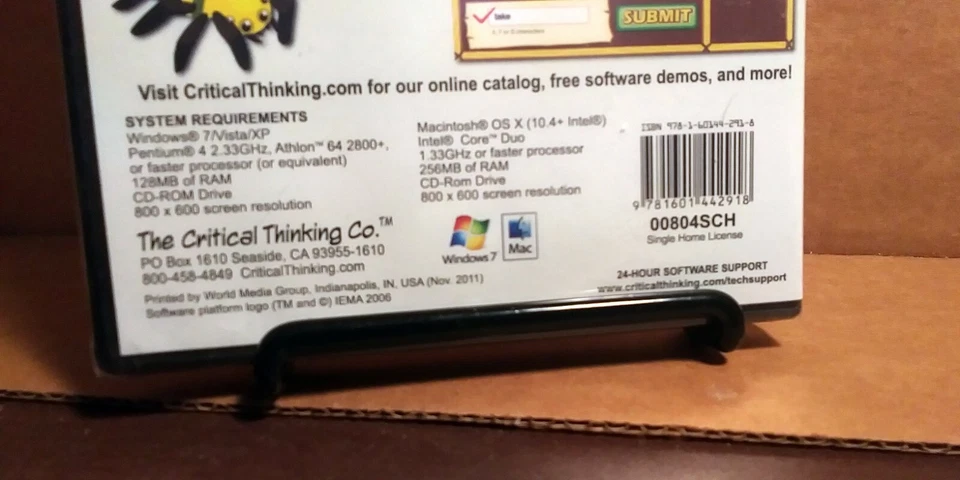 take
SUBMIT
Visit CriticalThinking.com for our online catalog, free software demos, and more!
SYSTEM REQUIREMENTS
Windows® 7/Vista/XP
Pentium® 4 2.33GHz, Athlon™ 64 2800+,
or faster processor (or equivalent)
128MB of RAM
CD-ROM Drive
800 x 600 screen resolution
Macintosh® OS X (10.4+ Intel®)
Intel® Core™ Duo
1.33GHz or faster processor
256MB of RAM
CD-Rom Drive
800 x 600 screen resolution
ISBN 978-1-60144-291-8
9 781601 442918
00804SCH
Single Home License
The Critical Thinking Co.™
PO Box 1610 Seaside, CA 93955-1610
800-458-4849 CriticalThinking.com
Printed by World Media Group, Indianapolis, IN, USA (Nov. 2011)
Software platform logo (TM and ©) IEMA 2006
Windows 7
Mac
24-HOUR SOFTWARE SUPPORT
www.criticalthinking.com/techsupport